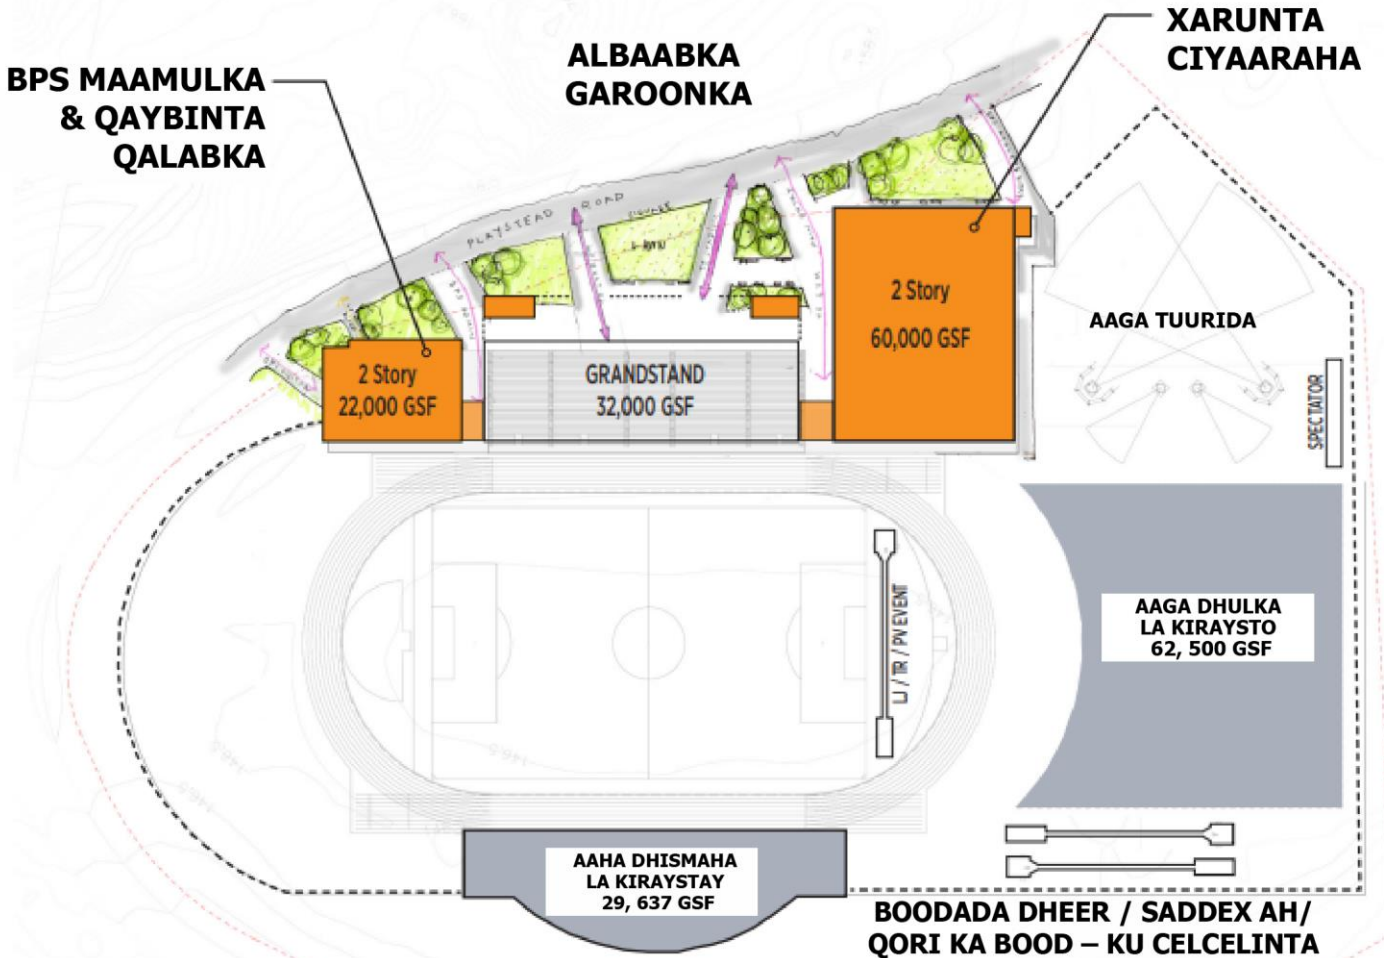 XARUNTA
CIYAARAHA
ALBAABKA
GAROONKA
BPS MAAMULKA
& QAYBINTA
QALABKA
PLAYSTEAD ROAD
2 Story
60,000 GSF
AAGA TUURIDA
2 Story
22,000 GSF
GRANDSTAND
32,000 GSF
SPECTATOR
LJ / TR / PV EVENT
AAGA DHULKA
LA KIRAYSTO
62, 500 GSF
AAHA DHISMAHA
LA KIRAYSTAY
29, 637 GSF
BOODADA DHEER / SADDEX AH/
QORI KA BOOD – KU CELCELINTA